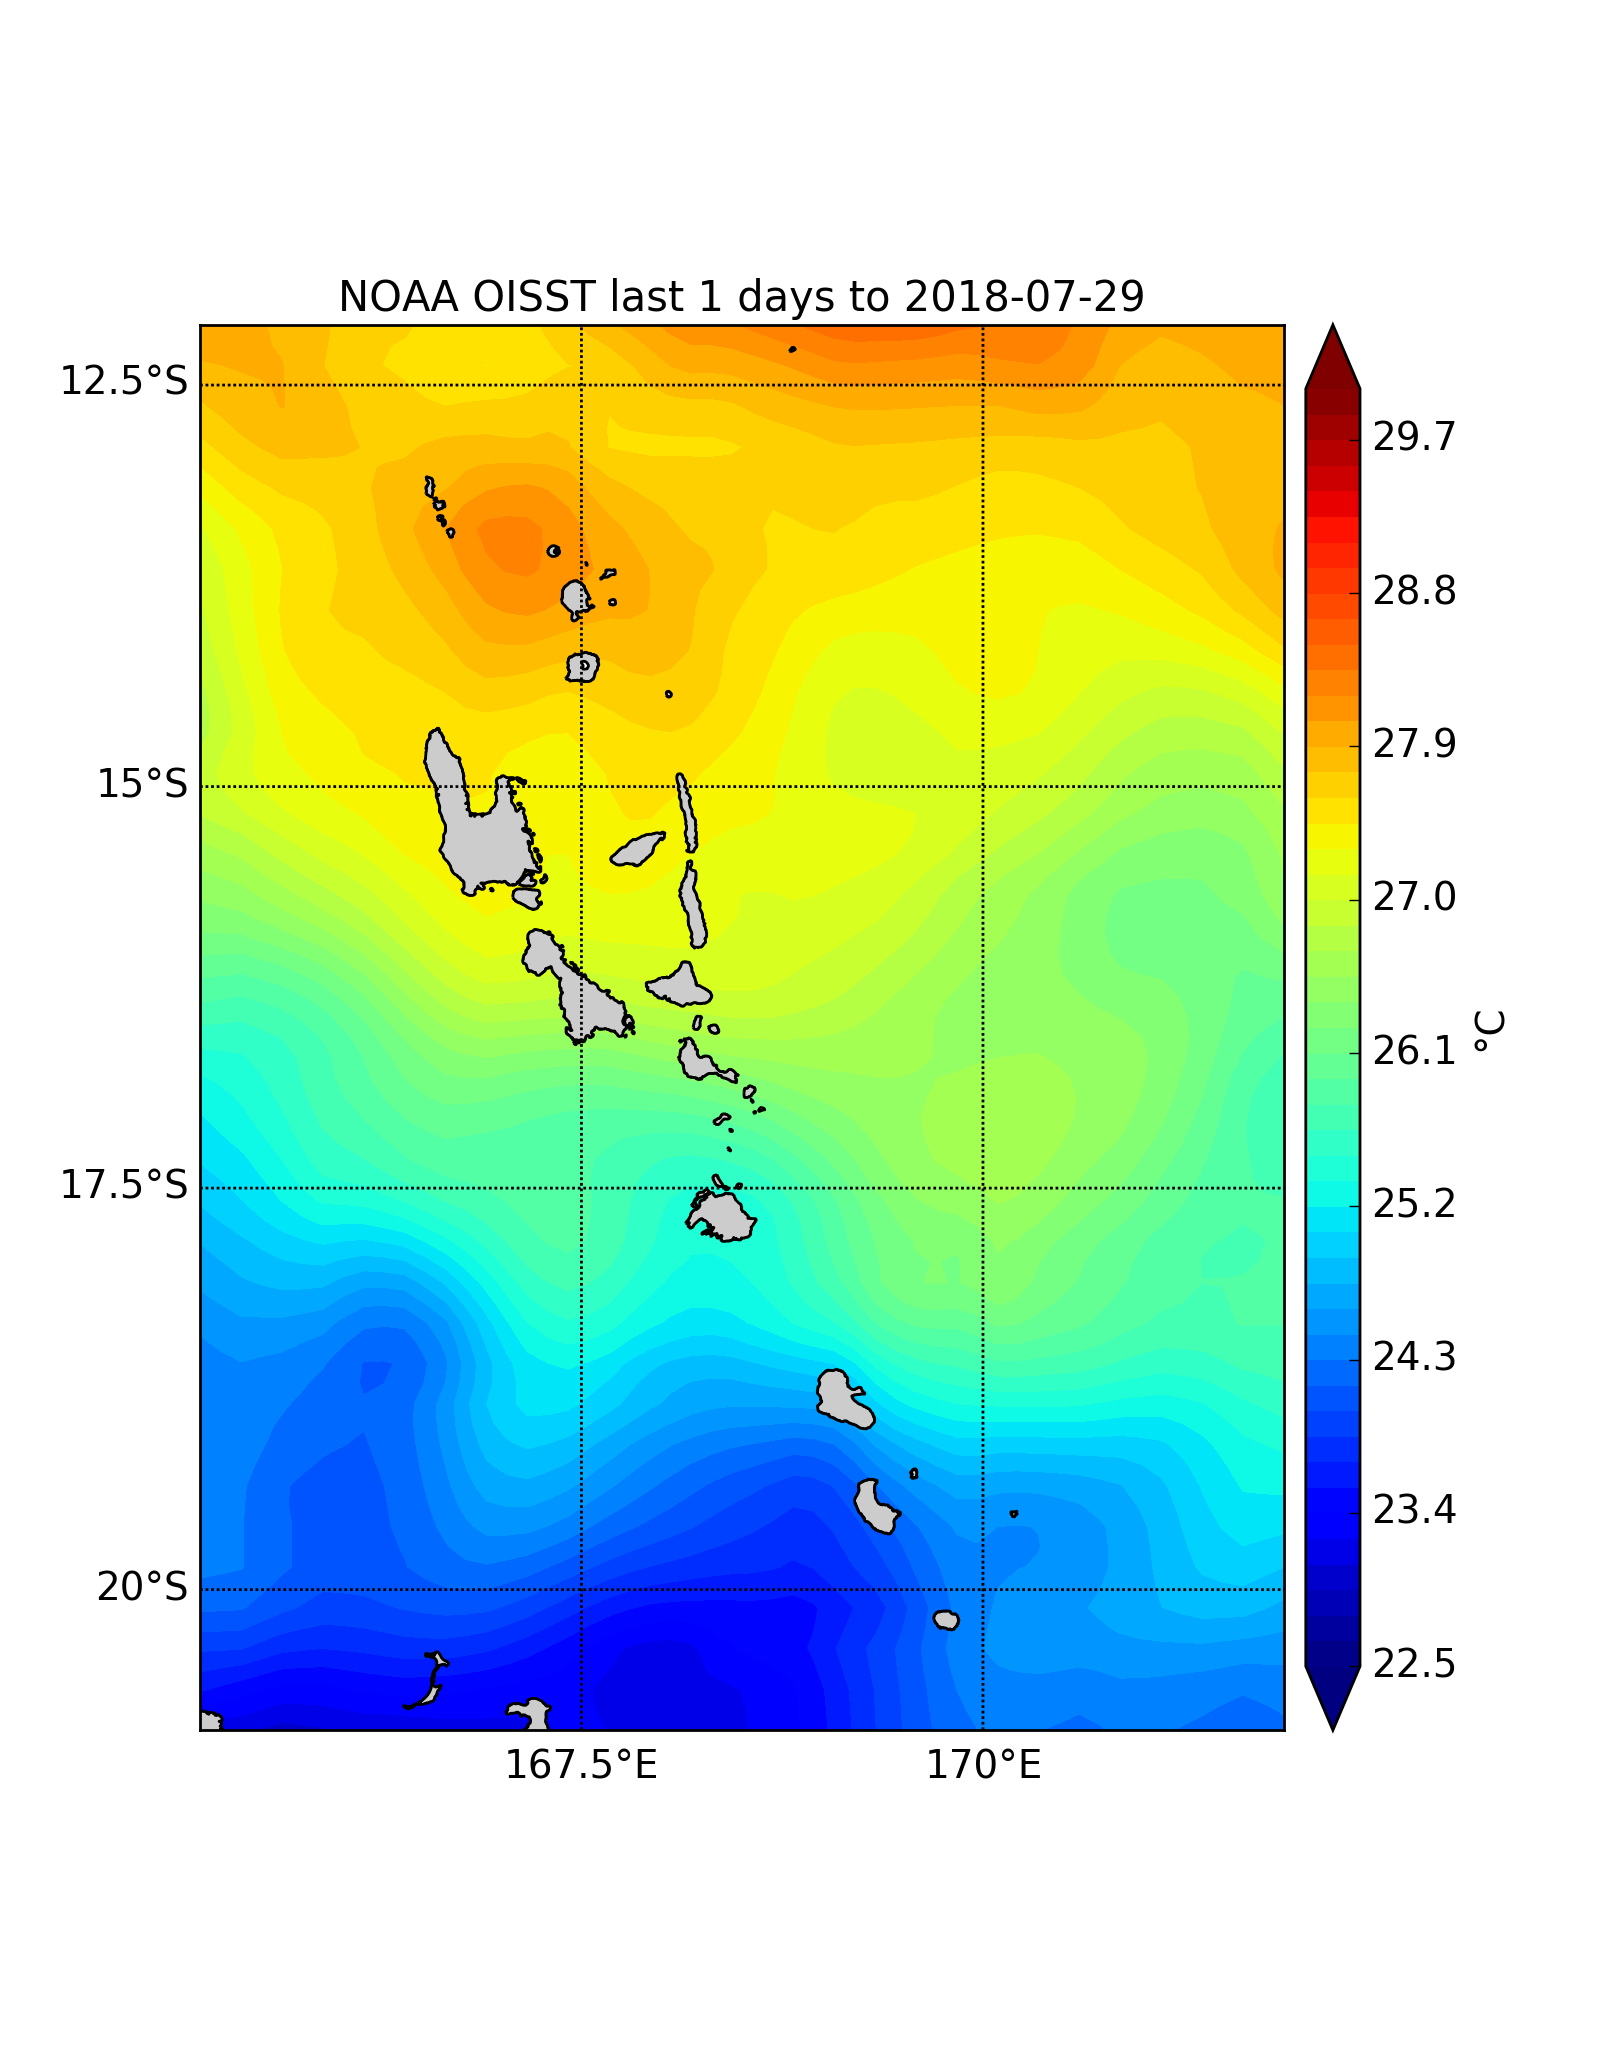 NOAA OISST last 1 days to 2018-07-29
12.5°S
15°S
17.5°S
20°S
167.5°E
170°E
29.7
28.8
27.9
27.0
26.1
25.2
24.3
23.4
22.5
°C